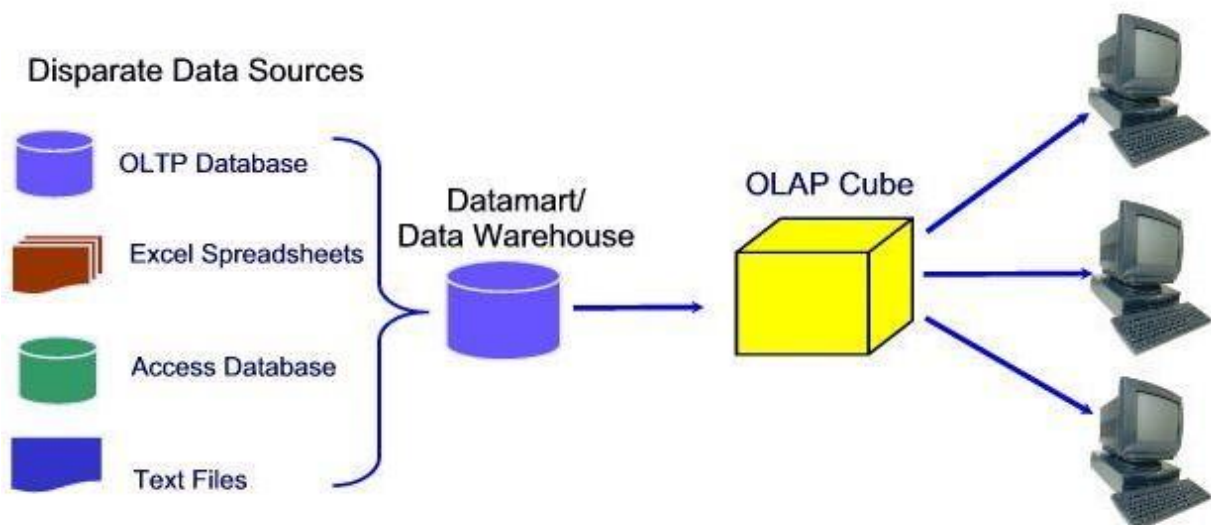 Disparate Data Sources
OLTP Database
Excel Spreadsheets
Access Database
Text Files
Datamart/
Data Warehouse
OLAP Cube